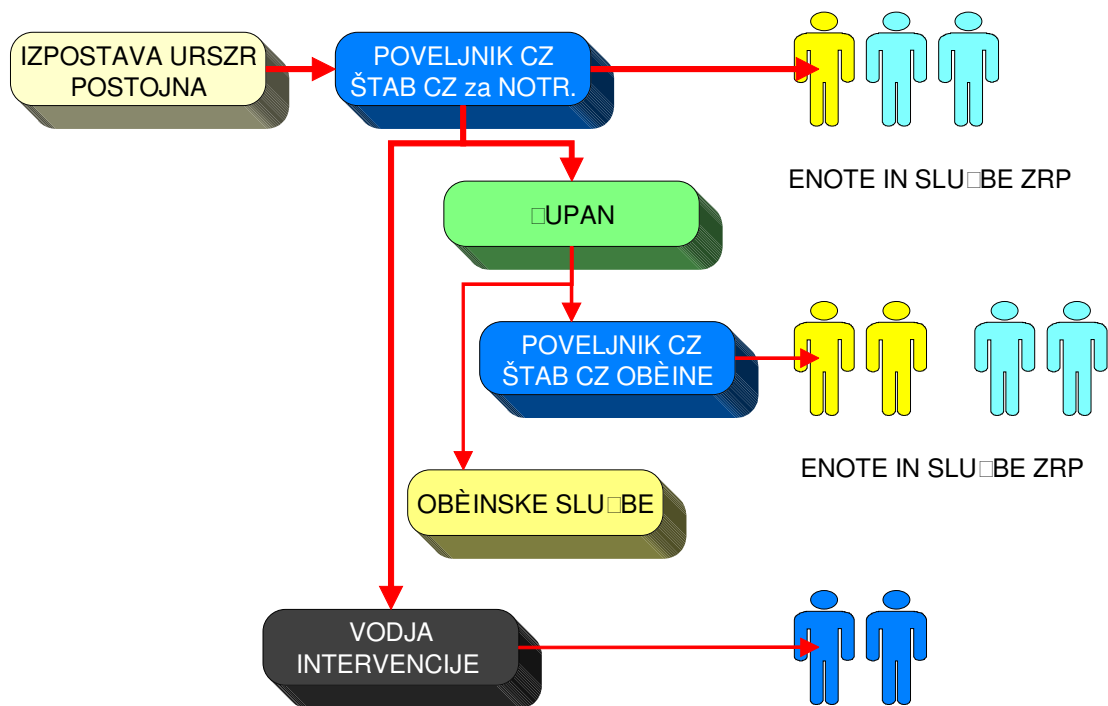 IZPOSTAVA URSZR
POSTOJNA
POVELJNIK CZ
ŠTAB CZ za NOTR.
ENOTE IN SLU□BE ZRP
□UPAN
POVELJNIK CZ
ŠTAB CZ OBÈINE
ENOTE IN SLU□BE ZRP
OBÈINSKE SLU□BE
VODJA
INTERVENCIJE